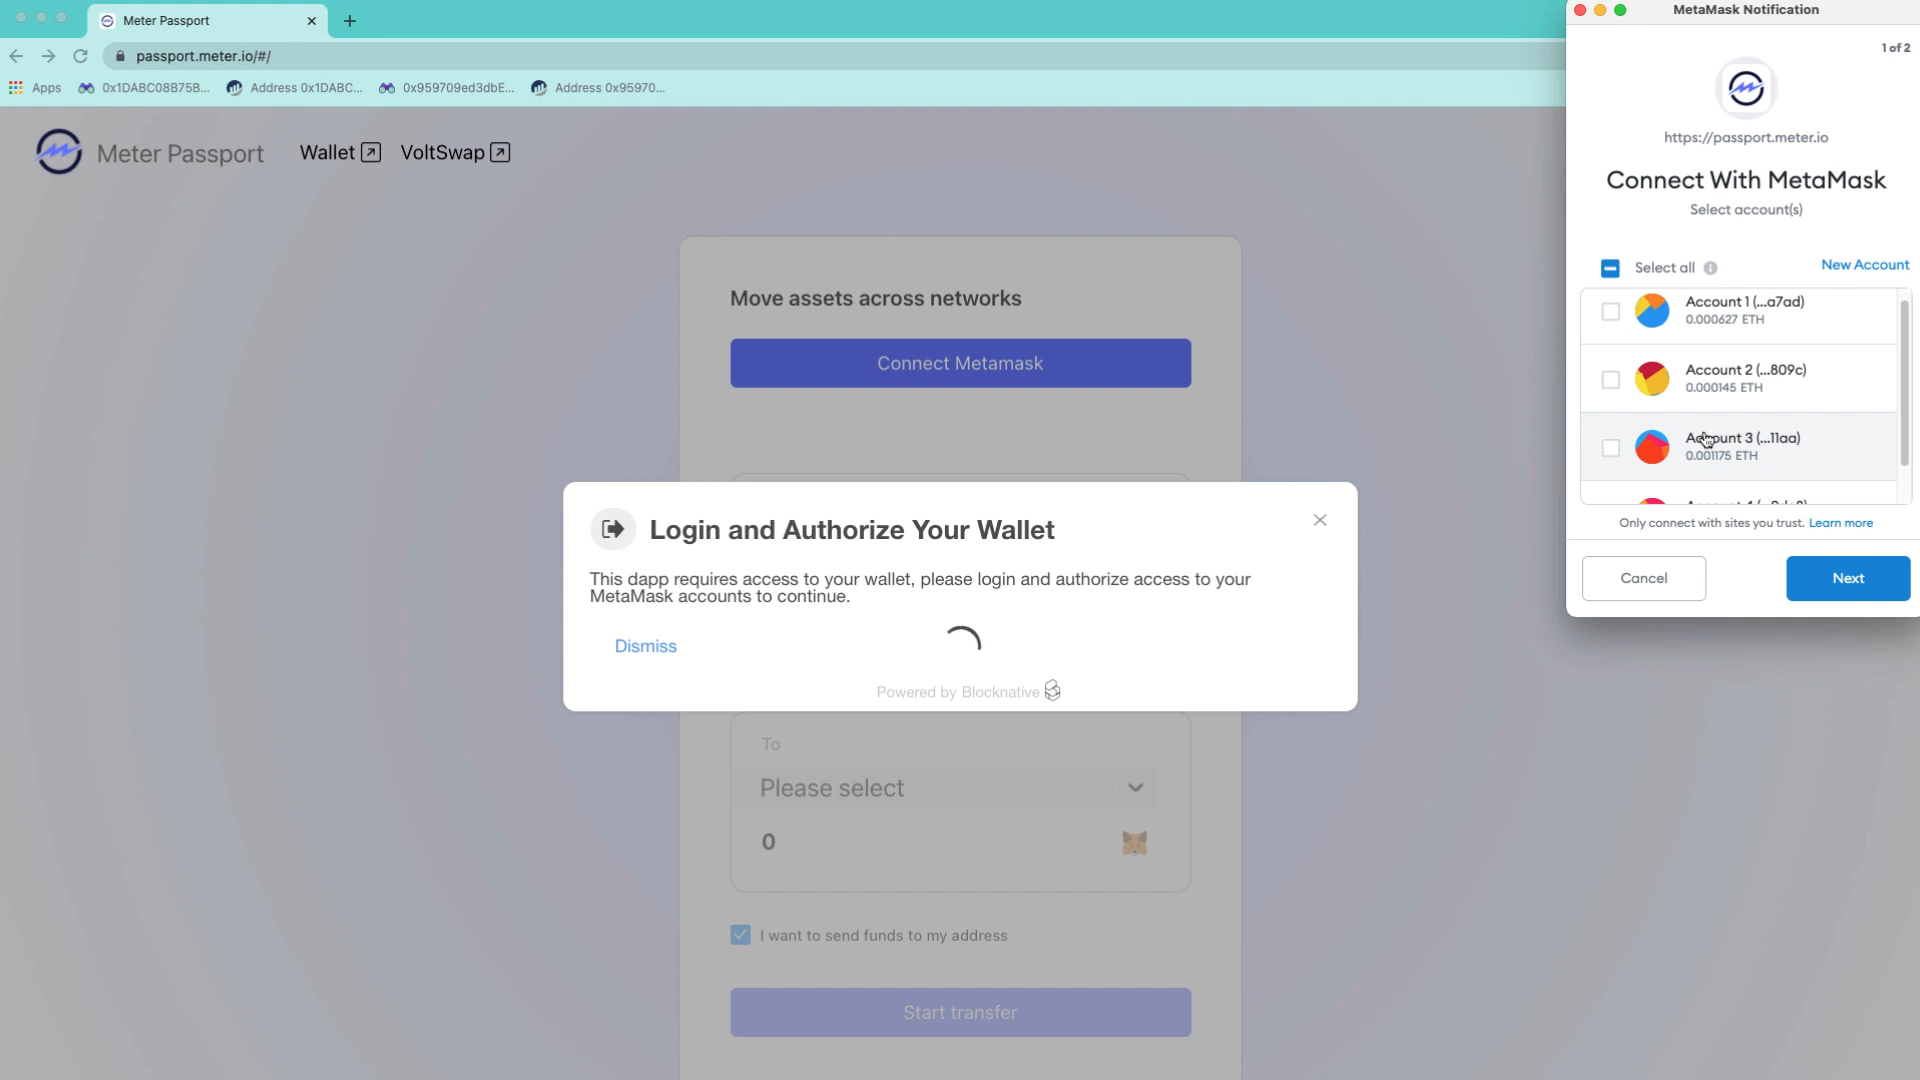 Meter Passport
passport.meter.io/#/
Apps
0x1DABC08B75B...
Address 0x1DABC...
0x959709ed3dbE...
Address 0x95970...
Meter Passport
Wallet
VoltSwap
Move assets across networks
Connect Metamask
Login and Authorize Your Wallet
This dapp requires access to your wallet, please login and authorize access to your
MetaMask accounts to continue.
Dismiss
Powered by Blocknative
To
Please select
0
I want to send funds to my address
Start transfer
MetaMask Notification
1 of 2
https://passport.meter.io
Connect With MetaMask
Select account(s)
Select all
New Account
Account 1 (...a7ad)
0.000627 ETH
Account 2 (...809c)
0.000145 ETH
Account 3 (...11aa)
0.001175 ETH
Only connect with sites you trust. Learn more
Cancel
Next